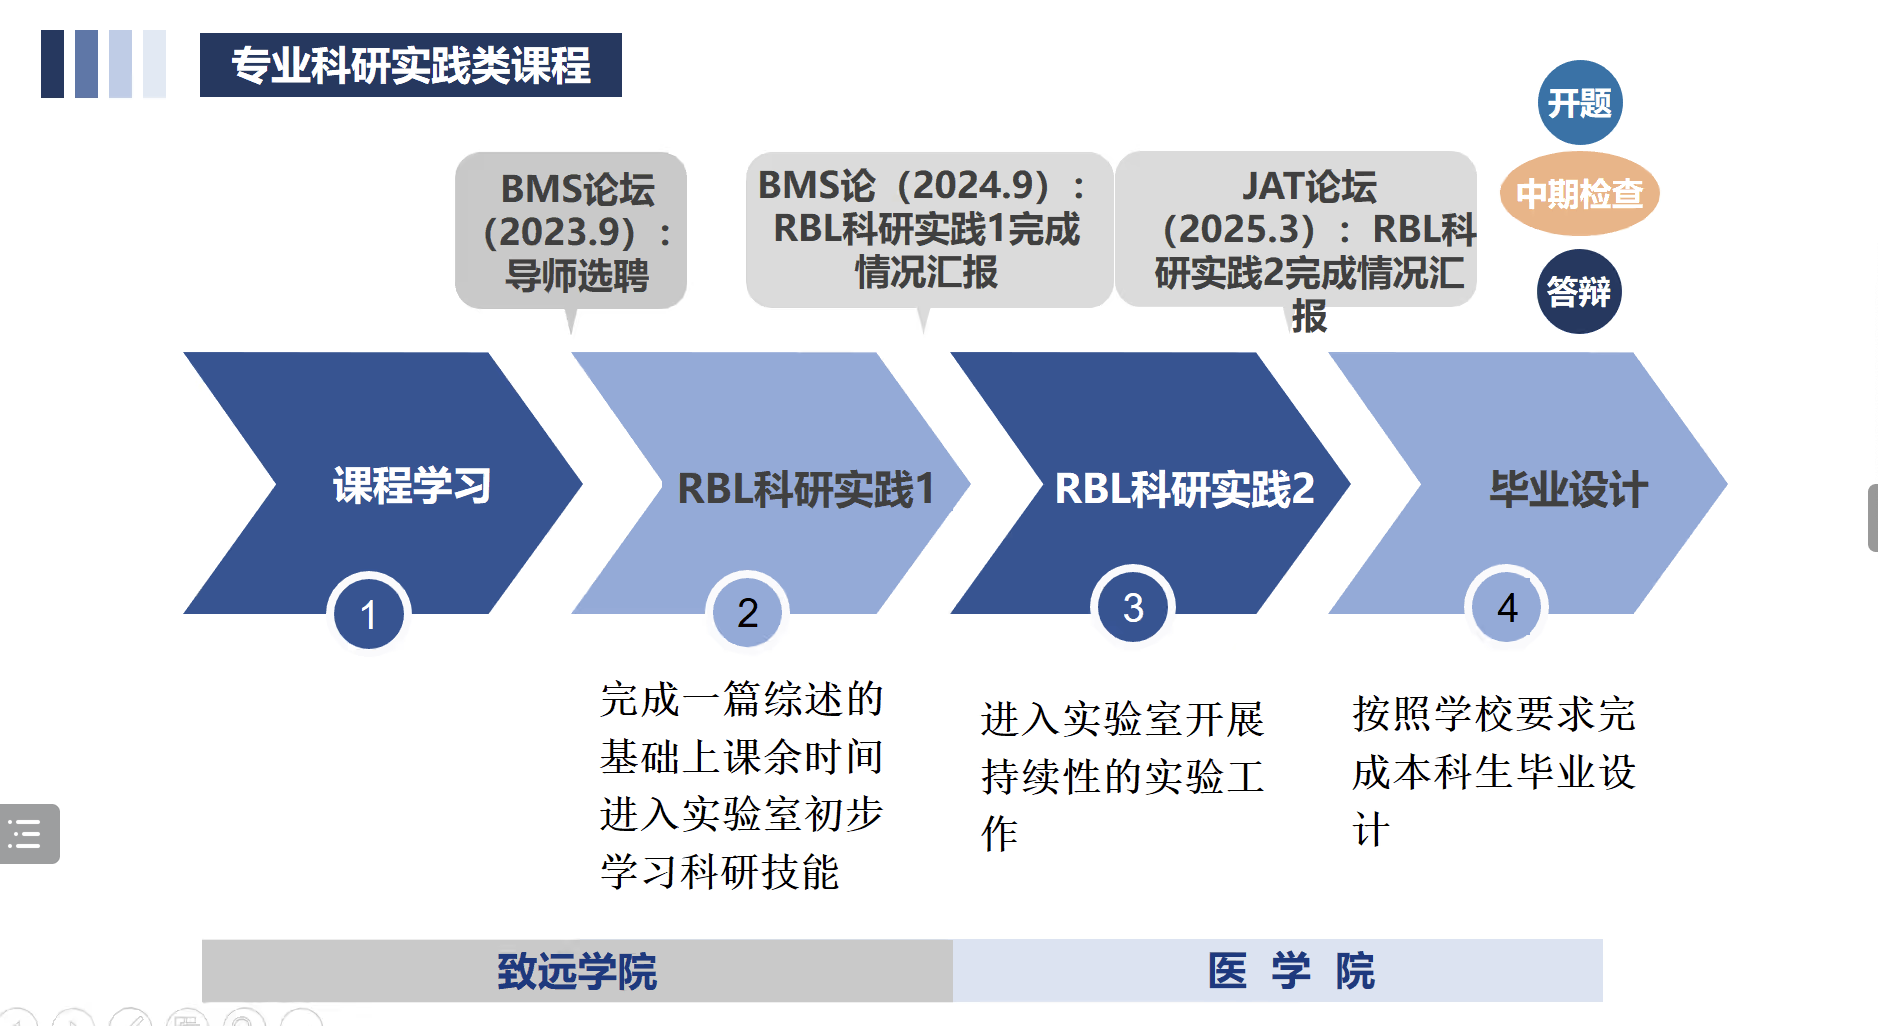 专业科研实践类课程
开题
中期检查
答辩
BMS论坛
（2023.9）：
导师选聘
BMS论（2024.9）：
RBL科研实践1完成
情况汇报
JAT论坛
（2025.3）：RBL科
研实践2完成情况汇
报
课程学习
RBL科研实践1
RBL科研实践2
毕业设计
1
2
3
4
完成一篇综述的
基础上课余时间
进入实验室初步
学习科研技能
进入实验室开展
持续性的实验工
作
按照学校要求完
成本科生毕业设
计
致远学院
医 学 院